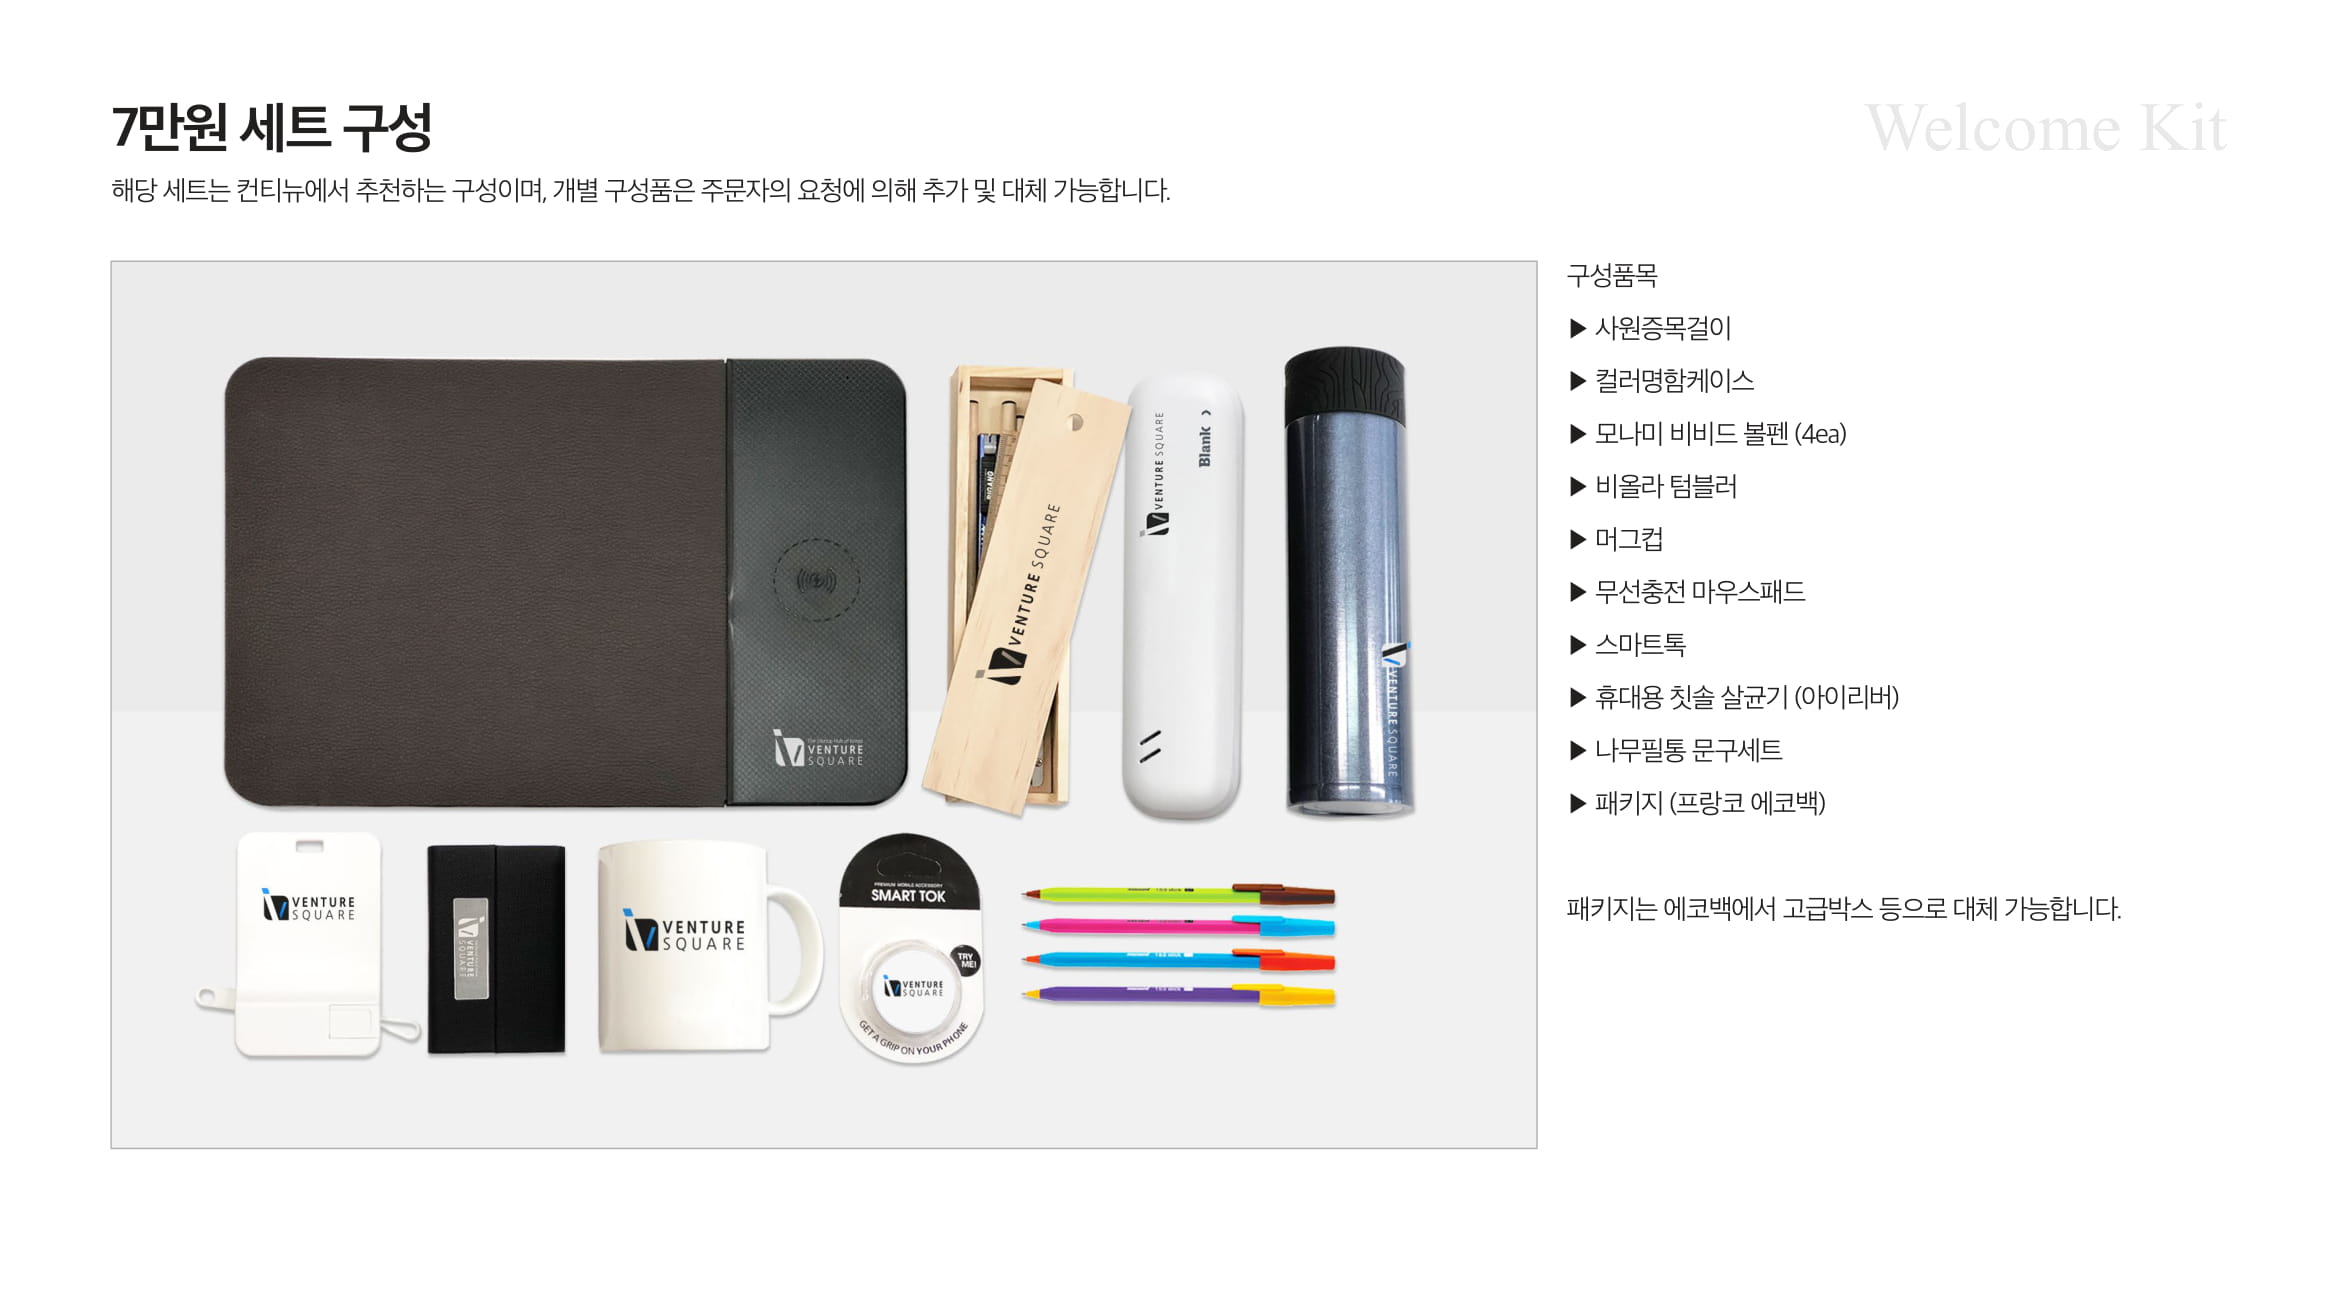 7만원 세트 구성
Welcome Kit
해당 세트는 컨티뉴에서 추천하는 구성이며, 개별 구성품은 주문자의 요청에 의해 추가 및 대체 가능합니다.
구성품목
▶ 사원증목걸이
▶ 컬러명함케이스
▶ 모나미 비비드 볼펜 (4ea)
▶ 비올라 텀블러
▶ 머그컵
▶ 무선충전 마우스패드
▶ 스마트톡
▶ 휴대용 칫솔 살균기 (아이리버)
▶ 나무필통 문구세트
▶ 패키지 (프랑코 에코백)
패키지는 에코백에서 고급박스 등으로 대체 가능합니다.
VENTURE
SQUARE
VENTURE SQUARE
VENTURE SQUARE
Blank
VENTURE SQUARE
VENTURE
SQUARE
VENTURE
SQUARE
VENTURE
SQUARE
PREMIUM MOBILE ACCESSORY
SMART TOK
TRY
ME!
VENTURE
SQUARE
GET A GRIP ON YOUR PHONE